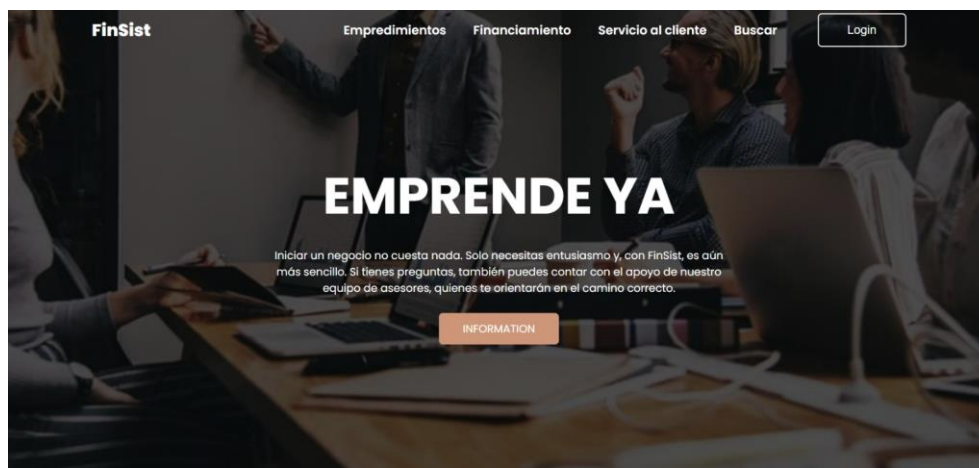 FinSist
Empredimientos
Financiamiento
Servicio al cliente
Buscar
Login
EMPRENDE YA
Iniciar un negocio no cuesta nada. Solo necesitas entusiasmo y, con FinSist, es aún
más sencillo. Si tienes preguntas, también puedes contar con el apoyo de nuestro
equipo de asesores, quienes te orientarán en el camino correcto.
INFORMATION